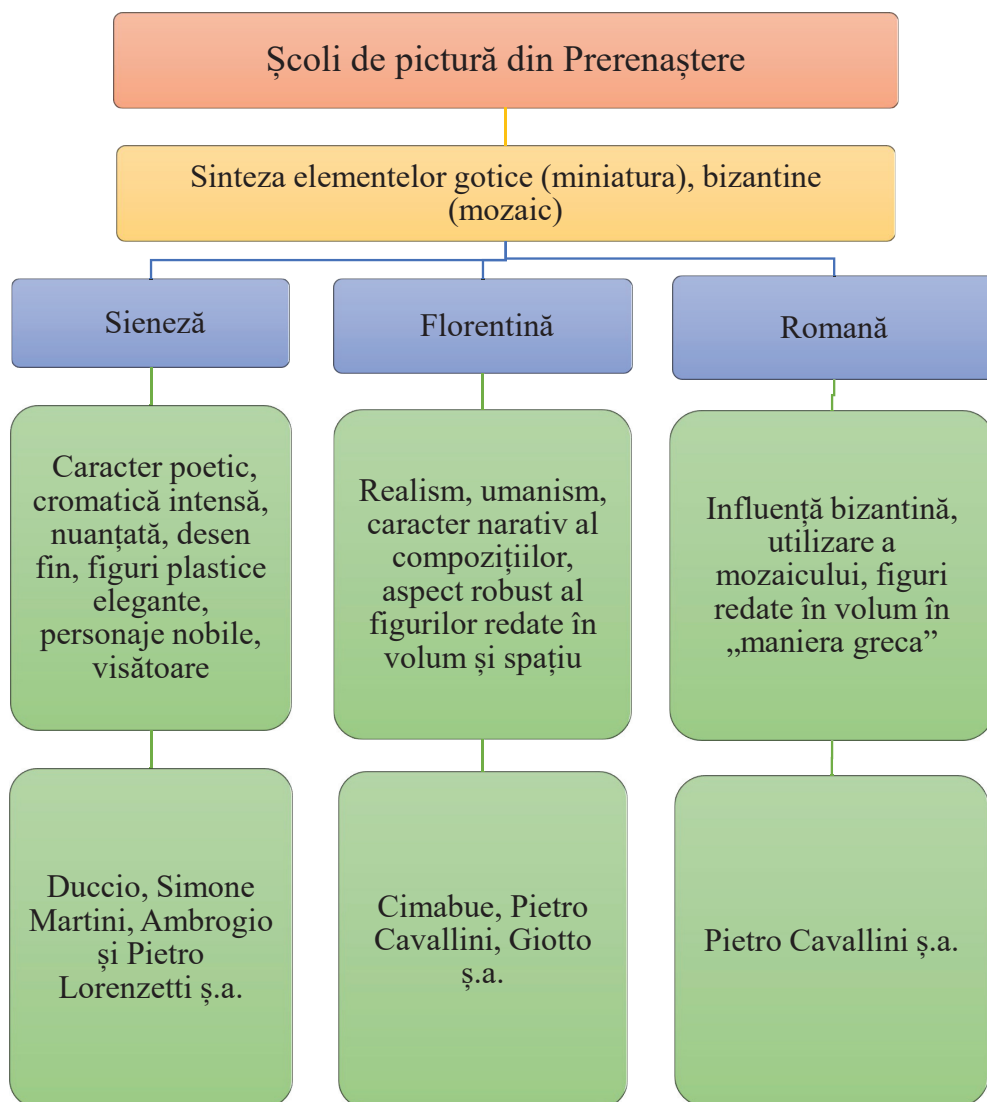 Școli de pictură din Prerenaștere
Sinteza elementelor gotice (miniatura), bizantine
(mozaic)
Sieneză
Florentină
Romană
Caracter poetic,
cromatică intensă,
nuanțată, desen
fin, figuri plastice
elegante,
personaje nobile,
visătoare
Realism, umanism,
caracter narativ al
compozițiilor,
aspect robust al
figurilor redate în
volum și spațiu
Influență bizantină,
utilizare a
mozaicului, figuri
redate în volum în
„maniera greca”
Duccio, Simone
Martini, Ambrogio
și Pietro
Lorenzetti ș.a.
Cimabue, Pietro
Cavallini, Giotto
ș.a.
Pietro Cavallini ș.a.